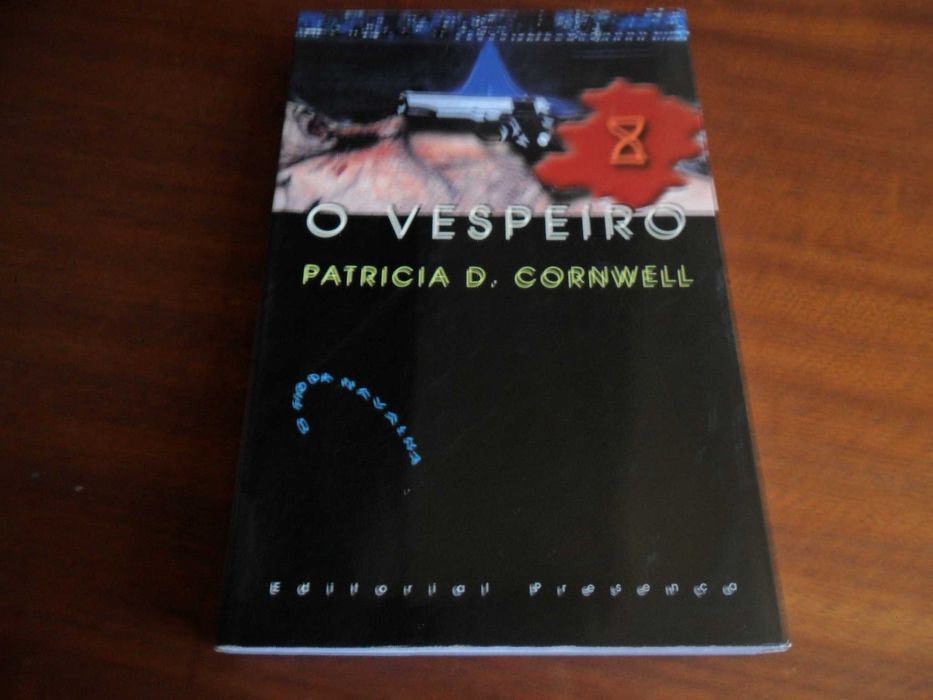 O VESPEIRO
PATRICIA D. CORNWELL
O FIO DA NAVALHA
Editorial Presença